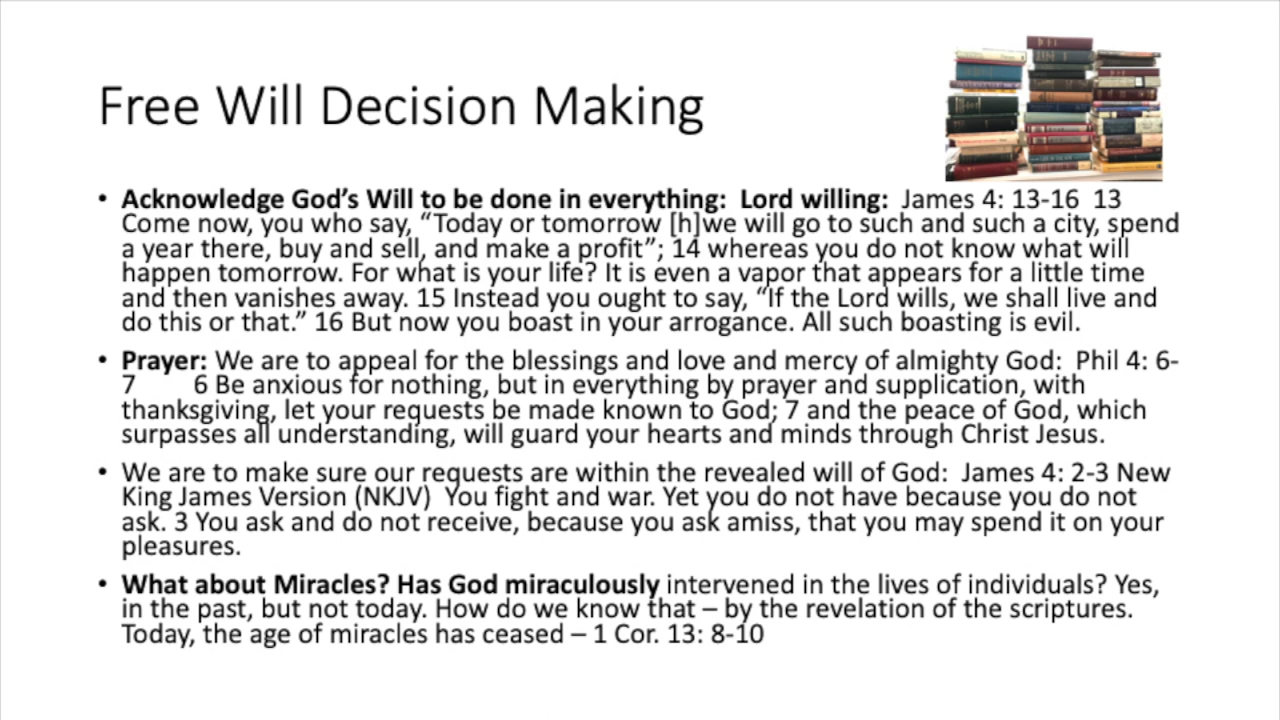 Free Will Decision Making
• Acknowledge God’s Will to be done in everything:  Lord willing:  James 4: 13-16  13
Come now, you who say, “Today or tomorrow [h]we will go to such and such a city, spend
a year there, buy and sell, and make a profit”; 14 whereas you do not know what will
happen tomorrow. For what is your life? It is even a vapor that appears for a little time
and then vanishes away. 15 Instead you ought to say, “If the Lord wills, we shall live and
do this or that.” 16 But now you boast in your arrogance. All such boasting is evil.
• Prayer: We are to appeal for the blessings and love and mercy of almighty God:  Phil 4: 6-
7        6 Be anxious for nothing, but in everything by prayer and supplication, with
thanksgiving, let your requests be made known to God; 7 and the peace of God, which
surpasses all understanding, will guard your hearts and minds through Christ Jesus.
• We are to make sure our requests are within the revealed will of God:  James 4: 2-3 New
King James Version (NKJV)  You fight and war. Yet you do not have because you do not
ask. 3 You ask and do not receive, because you ask amiss, that you may spend it on your
pleasures.
• What about Miracles? Has God miraculously intervened in the lives of individuals? Yes,
in the past, but not today. How do we know that – by the revelation of the scriptures.
Today, the age of miracles has ceased – 1 Cor. 13: 8-10